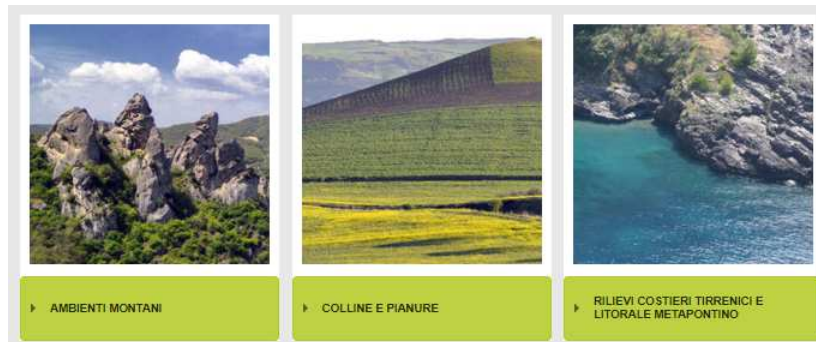 AMBIENTI MONTANI
COLLINE E PIANURE
RILIEVI COSTIERI TIRRENICI E
LITORALE METAPONTINO